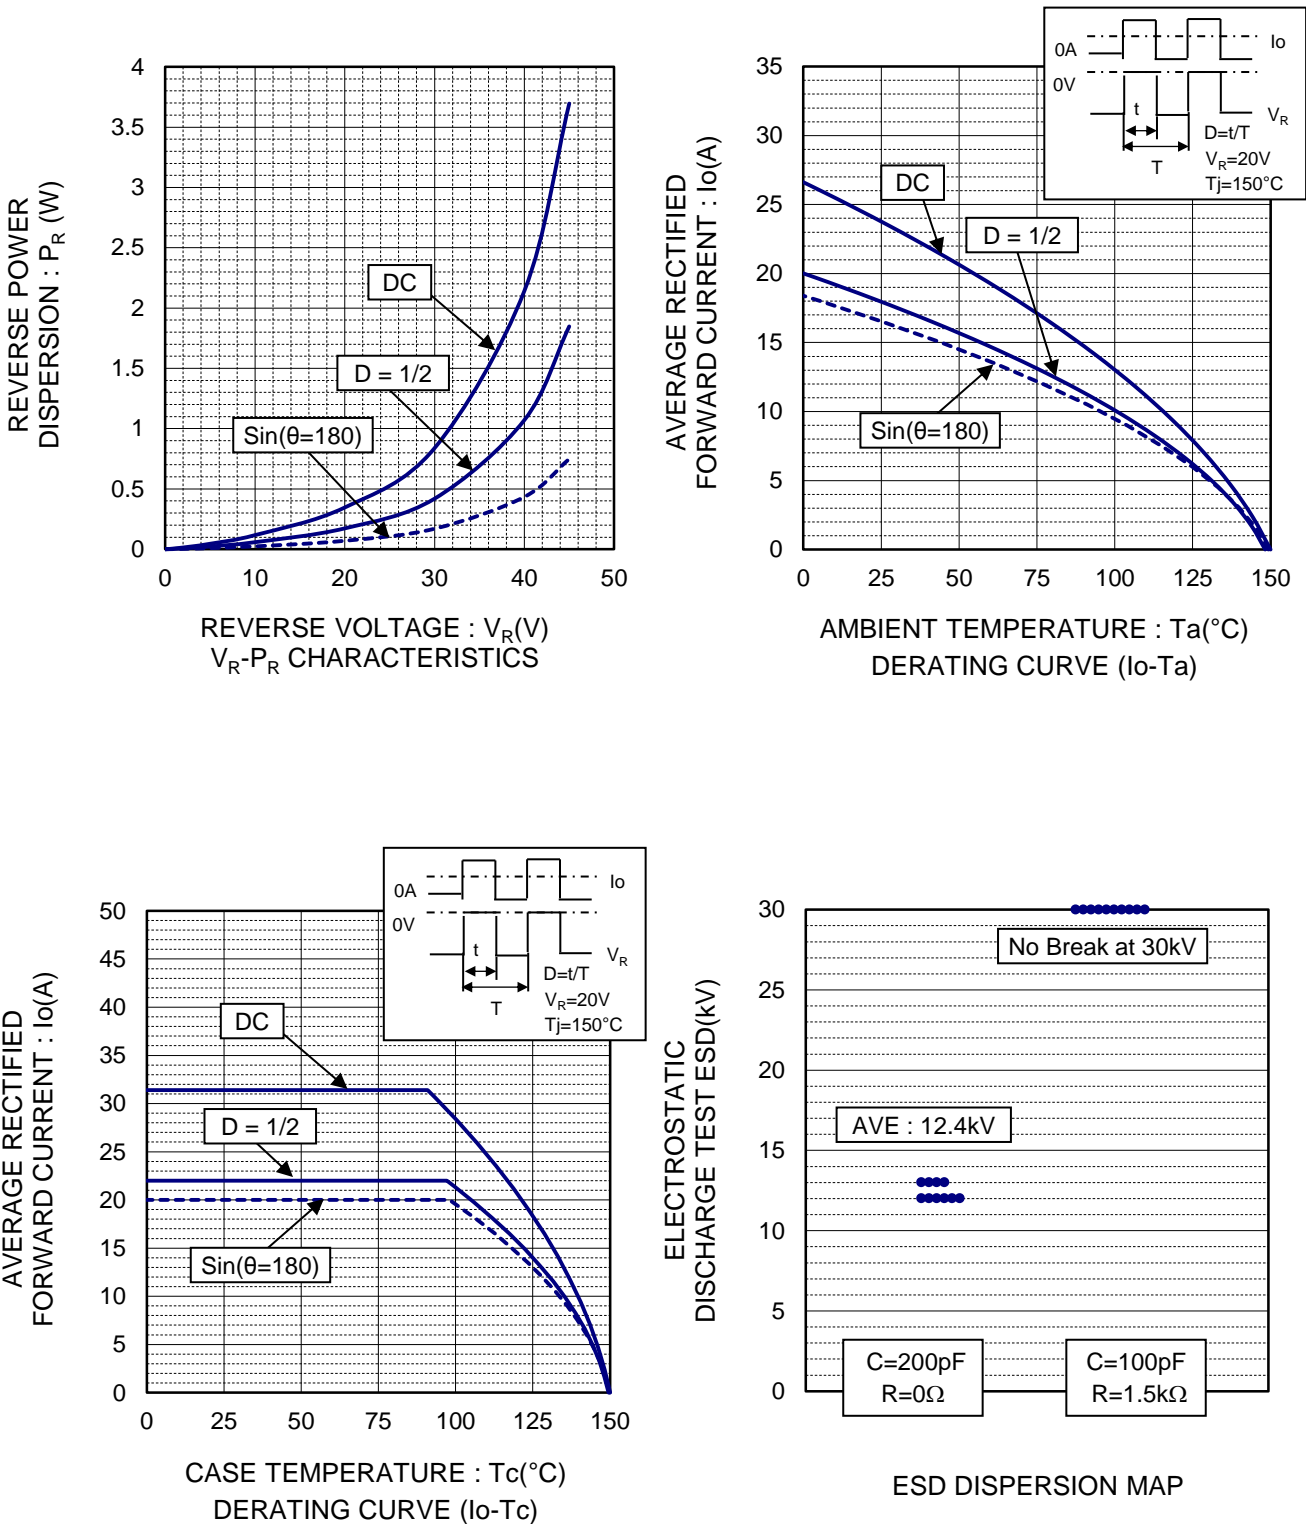 4
3.5
3
2.5
2
1.5
1
0.5
0
REVERSE POWER
DISPERSION : PR (W)
DC
D = 1/2
Sin(θ=180)
0 10 20 30 40 50
REVERSE VOLTAGE : VR(V)
VR-PR CHARACTERISTICS
35
30
25
20
15
10
5
0
AVERAGE RECTIFIED
FORWARD CURRENT : Io(A)
0A
Io
0V
t
VR
D=t/T
VR=20V
T
Tj=150°C
DC
D = 1/2
Sin(θ=180)
0 25 50 75 100 125 150
AMBIENT TEMPERATURE : Ta(°C)
DERATING CURVE (Io-Ta)
50
45
40
35
30
25
20
15
10
5
0
AVERAGE RECTIFIED
FORWARD CURRENT : Io(A)
0A
Io
0V
t
VR
D=t/T
VR=20V
T
Tj=150°C
DC
D = 1/2
Sin(θ=180)
0 25 50 75 100 125 150
CASE TEMPERATURE : Tc(°C)
DERATING CURVE (Io-Tc)
30
25
20
15
10
5
0
ELECTROSTATIC
DISCHARGE TEST ESD(kV)
No Break at 30kV
AVE : 12.4kV
C=200pF
R=0Ω
C=100pF
R=1.5kΩ
ESD DISPERSION MAP